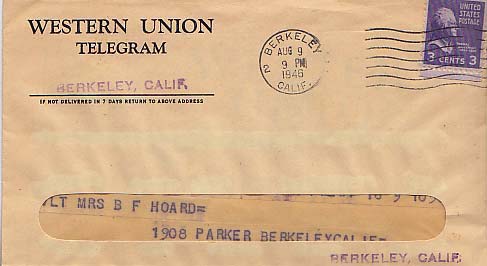 WESTERN UNION
TELEGRAM
BERKELEY, CALIF.
IF NOT DELIVERED IN 7 DAYS RETURN TO ABOVE ADDRESS
BERKELEY
AUG 9
9 PM
1946
2
CALIF.
UNITED STATES
POSTAGE
3 CENTS 3
LT MRS B F HOARD=
1908 PARKER BERKELEYCALIF=
BERKELEY, CALIF.